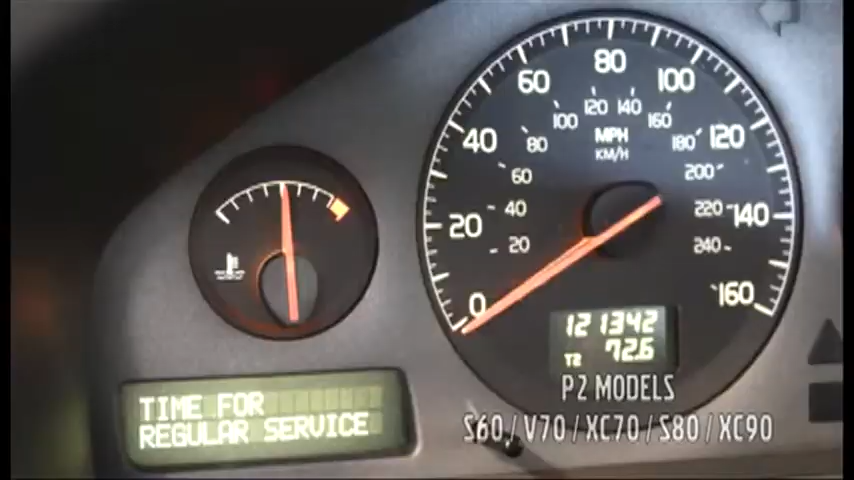 80
60 100
120 140
100 160
40 MPH 120
80 180
KM/H
60 200
20 40 220 140
20 240
0 160
121342
T2 72.6
TIME FOR
REGULAR SERVICE
P2 MODELS
S60 / V70 / XC70 / S80 / XC90